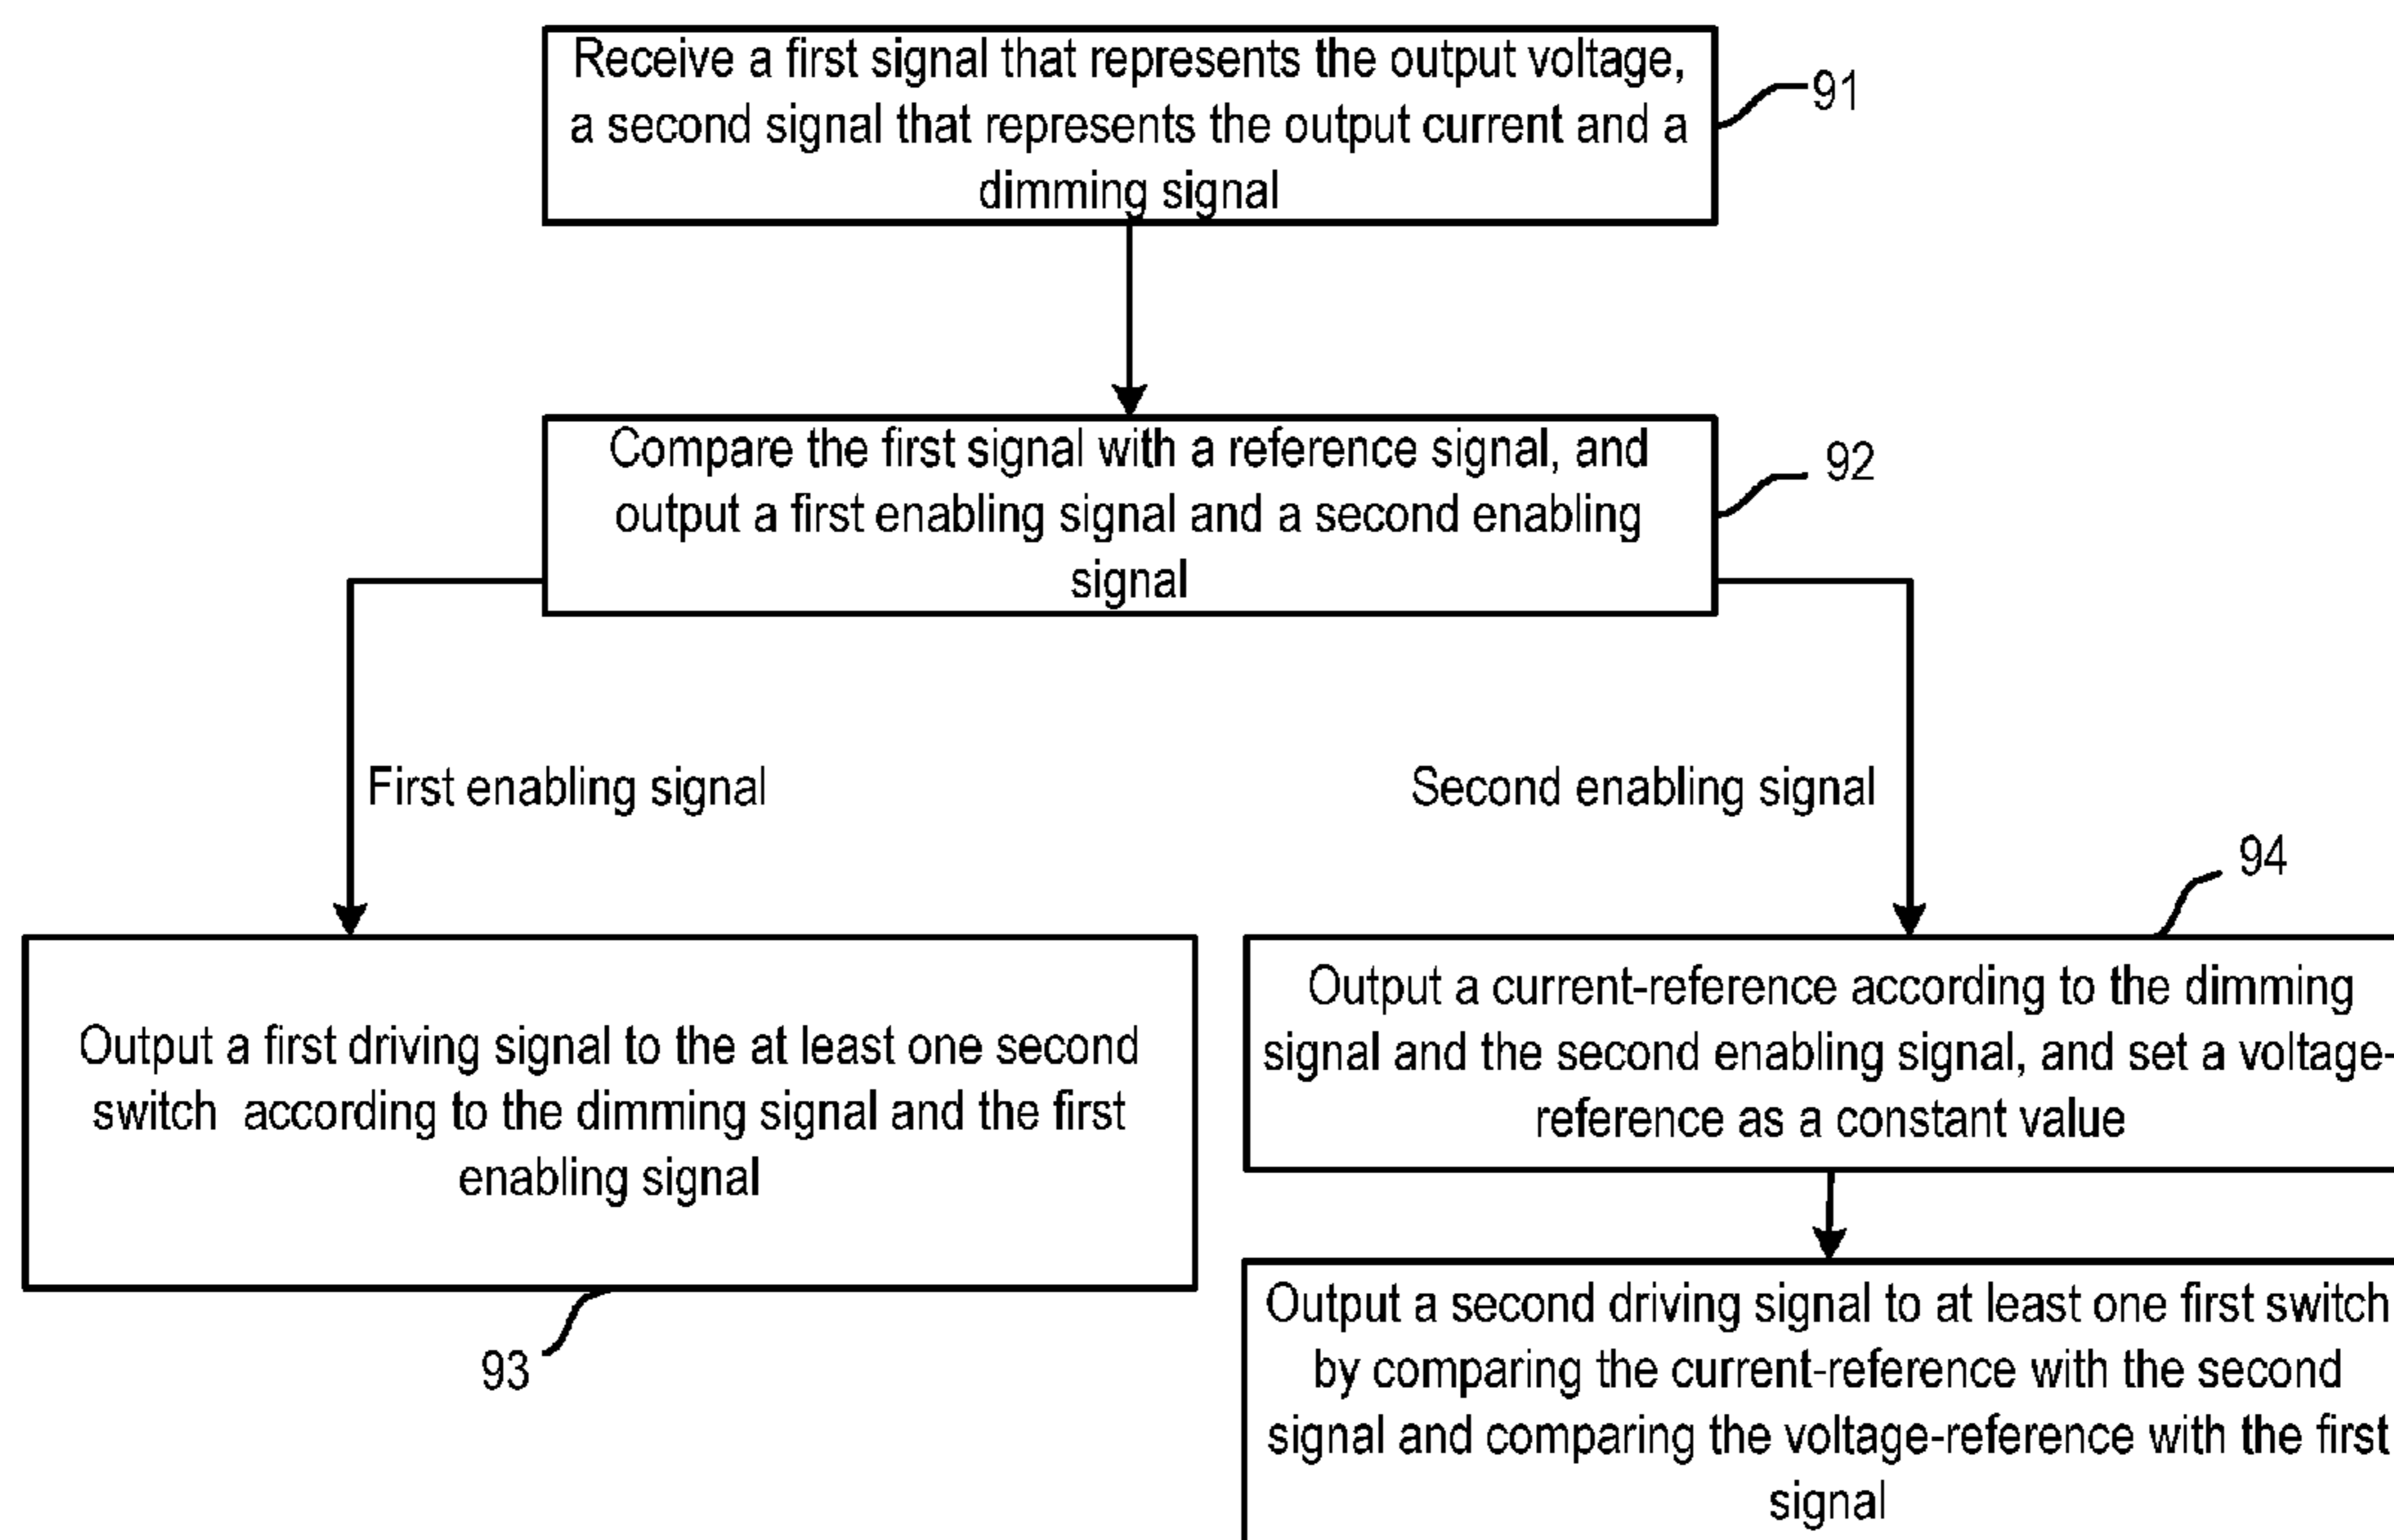 Receive a first signal that represents the output voltage,
a second signal that represents the output current and a
dimming signal
91
Compare the first signal with a reference signal, and
output a first enabling signal and a second enabling
signal
92
First enabling signal
Second enabling signal
94
Output a first driving signal to the at least one second
switch according to the dimming signal and the first
enabling signal
93
Output a current-reference according to the dimming
signal and the second enabling signal, and set a voltage-
reference as a constant value
Output a second driving signal to at least one first switch
by comparing the current-reference with the second
signal and comparing the voltage-reference with the first
signal